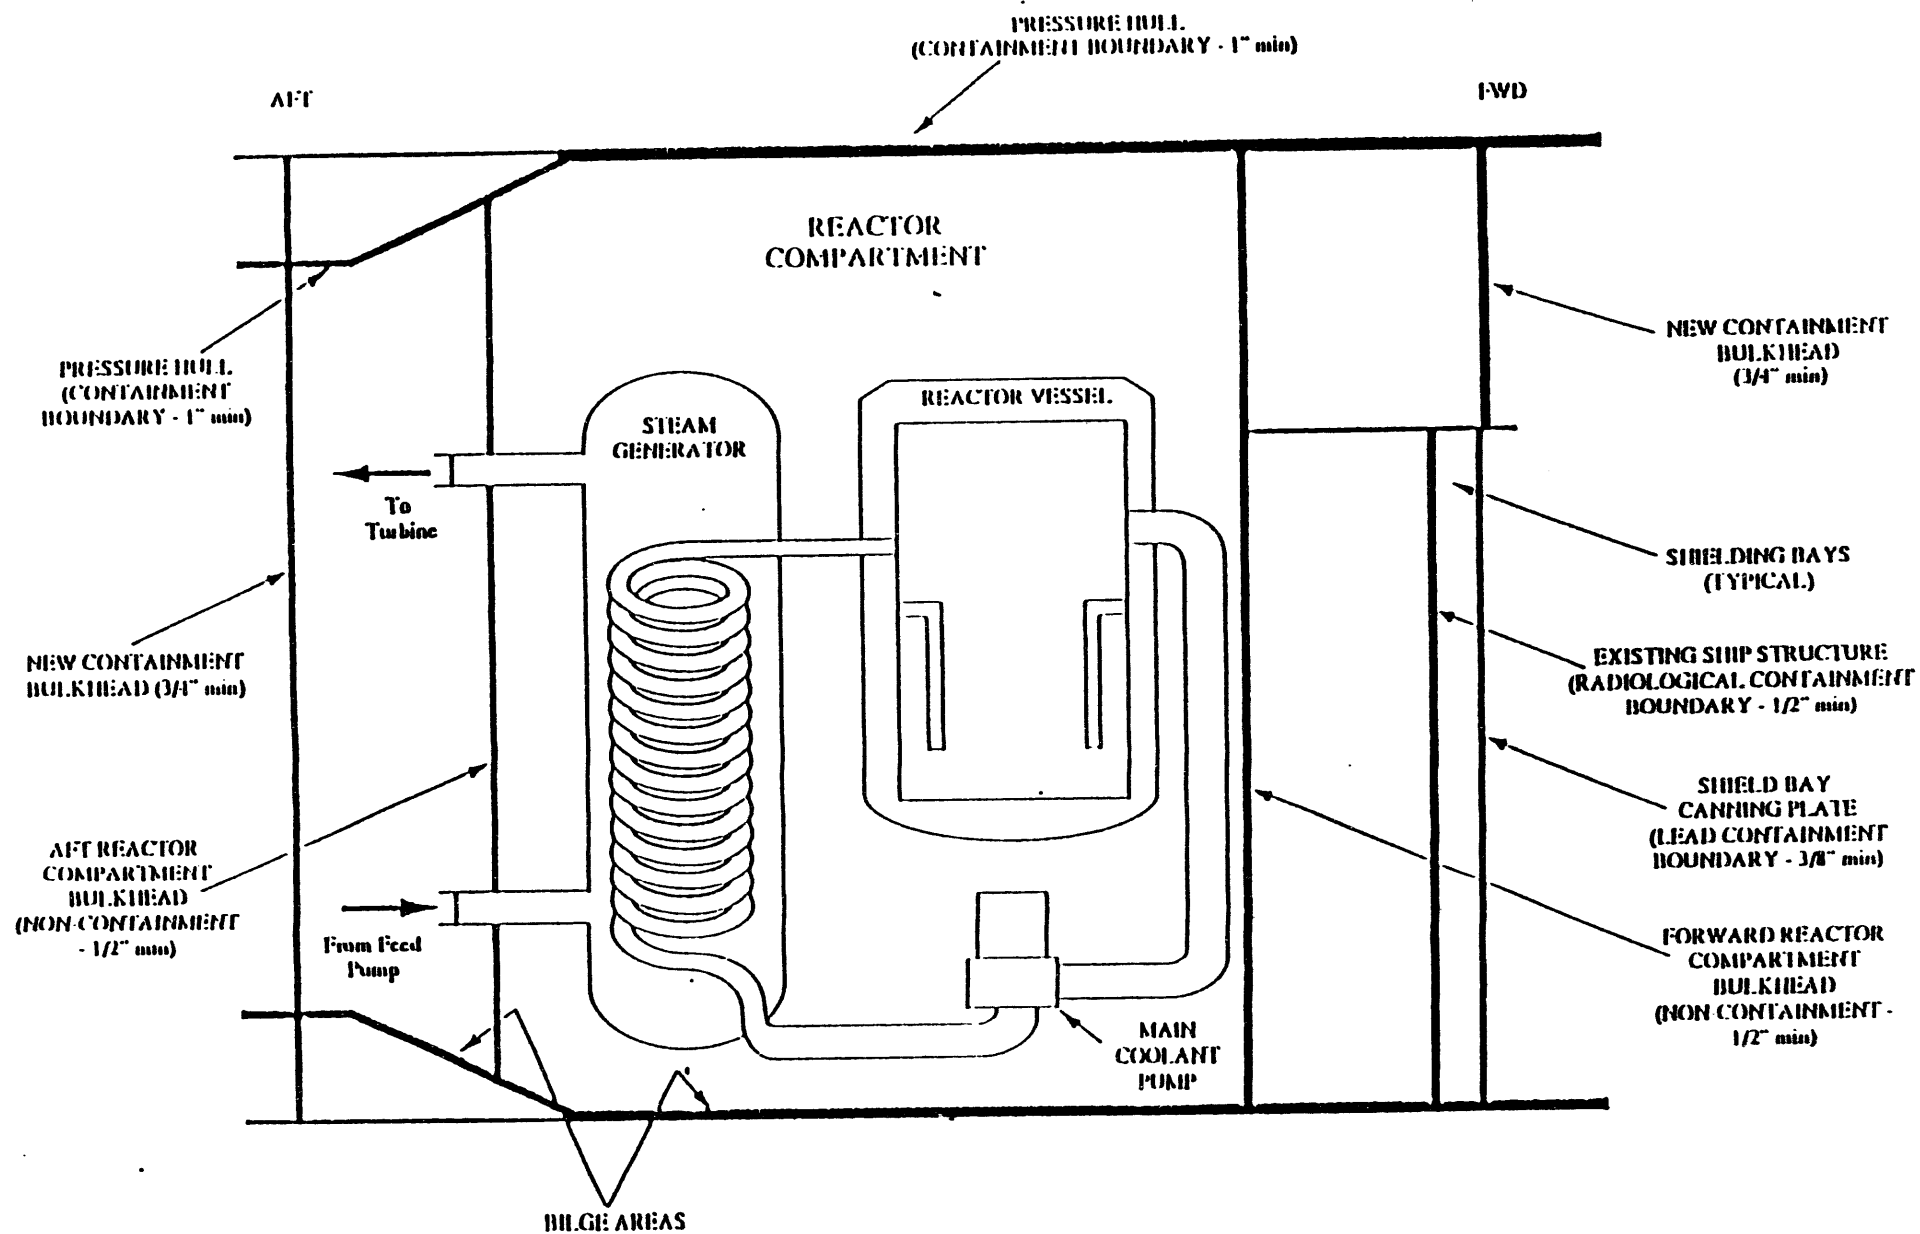 PRESSURE HULL
(CONTAINMENT BOUNDARY - 1" min)
AFT
FWD
REACTOR
COMPARTMENT
NEW CONTAINMENT
BULKHEAD
(3/4" min)
PRESSURE HULL
(CONTAINMENT
BOUNDARY - 1" min)
REACTOR VESSEL
STEAM
GENERATOR
To
Turbine
SHIELDING BAYS
(TYPICAL)
NEW CONTAINMENT
BULKHEAD (3/4" min)
EXISTING SHIP STRUCTURE
(RADIOLOGICAL CONTAINMENT
BOUNDARY - 1/2" min)
SHIELD BAY
CANNING PLATE
(LEAD CONTAINMENT
BOUNDARY - 3/8" min)
AFT REACTOR
COMPARTMENT
BULKHEAD
(NON-CONTAINMENT
- 1/2" min)
From Feed
Pump
FORWARD REACTOR
COMPARTMENT
BULKHEAD
(NON-CONTAINMENT -
1/2" min)
MAIN
COOLANT
PUMP
BILGE AREAS